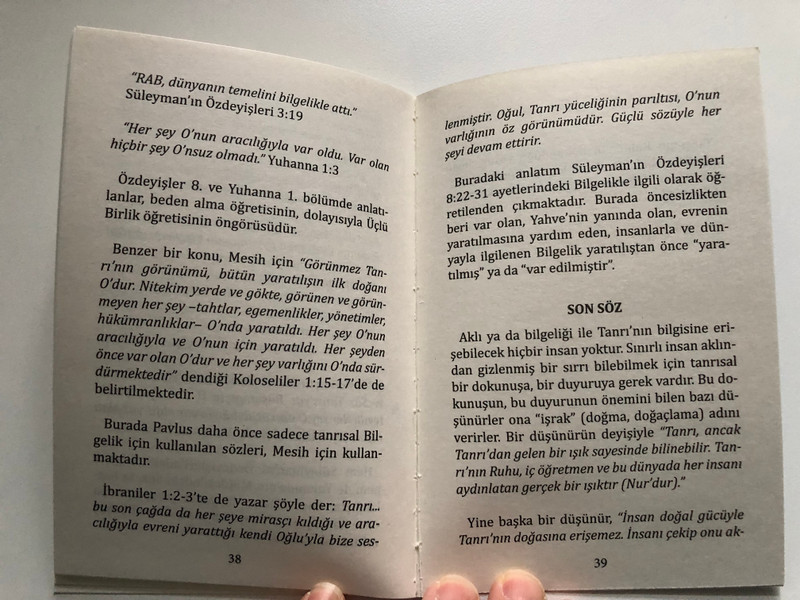 “RAB, dünyanın temelini bilgelikle attı.”
Süleyman’ın Özdeyişleri 3:19
“Her şey O’nun aracılığıyla var oldu. Var olan
hiçbir şey O’nsuz olmadı.” Yuhanna 1:3
Özdeyişler 8. ve Yuhanna 1. bölümde anlatı-
lanlar, beden alma öğretisinin, dolayısıyla Üçlü
Birlik öğretisinin öngörüsüdür.
Benzer bir konu, Mesih için “Görünmez Tan-
rı’nın görünümü, bütün yaratılışın ilk doğanı
O’dur. Nitekim yerde ve gökte, görünen ve görün-
meyen her şey –tahtlar, egemenlikler, yönetimler,
hükümranlıklar– O’nda yaratıldı. Her şey O’nun
aracılığıyla ve O’nun için yaratıldı. Her şeyden
önce var olan O’dur ve her şey varlığını O’nda sür-
dürmektedir” dendiği Koloseliler 1:15-17’de de
belirtilmektedir.
Burada Pavlus daha önce sadece tanrısal Bil-
gelik için kullanılan sözleri, Mesih için kullan-
maktadır.
İbraniler 1:2-3’te de yazar şöyle der: Tanrı...
bu son çağda da her şeye mirasçı kıldığı ve ara-
cılığıyla evreni yarattığı kendi Oğlu’yla bize ses-
38
lenmiştir. Oğul, Tanrı yüceliğinin parıltısı, O’nun
varlığının öz görünümüdür. Güçlü sözüyle her
şeyi devam ettirir.
Buradaki anlatım Süleyman’ın Özdeyişleri
8:22-31 ayetlerindeki Bilgelikle ilgili olarak öğ-
retilenden çıkmaktadır. Burada öncesizlikten
beri var olan, Yahve’nin yanında olan, evrenin
yaratılmasına yardım eden, insanlarla ve dün-
yayla ilgilenen Bilgelik yaratılıştan önce “yara-
tılmış” ya da “var edilmiştir”.
SON SÖZ
Aklı ya da bilgeliği ile Tanrı’nın bilgisine eri-
şebilecek hiçbir insan yoktur. Sınırlı insan aklın-
dan gizlenmiş bir sırrı bilebilmek için tanrısal
bir dokunuşa, bir duyuruya gerek vardır. Bu do-
kunuşun, bu duyurunun önemini bilen bazı dü-
şünürler ona “işrak” (doğma, doğaçlama) adını
verirler. Bir düşünürün deyişiyle “Tanrı, ancak
Tanrı’dan gelen bir ışık sayesinde bilinebilir. Tan-
rı’nın Ruhu, iç öğretmen ve bu dünyada her insanı
aydınlatan gerçek bir ışıktır (Nur’dur).”
Yine başka bir düşünür, “İnsan doğal gücüyle
Tanrı’nın doğasına erişemez. İnsanı çekip onu ak-
39